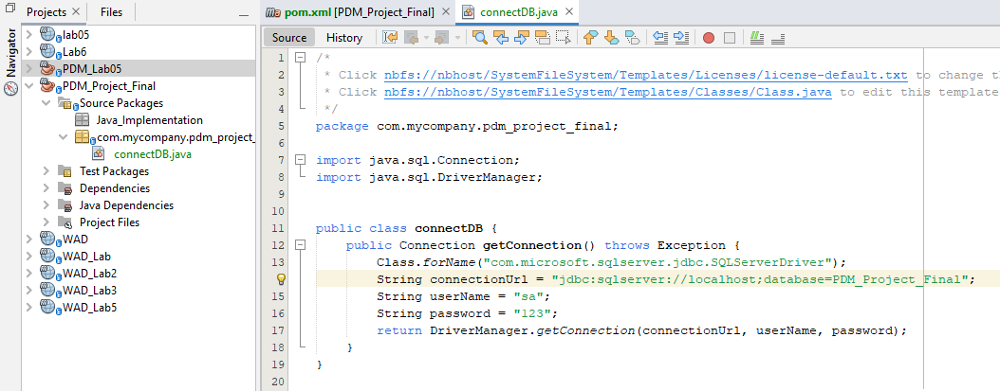 Projects × Files
pom.xml [PDM_Project_Final] × connectDB.java ×
Navigator
Source History
lab05
Lab6
PDM_Lab05
PDM_Project_Final
Source Packages
Java_Implementation
com.mycompany.pdm_project_
connectDB.java
Test Packages
Dependencies
Java Dependencies
Project Files
WAD
WAD_Lab
WAD_Lab2
WAD_Lab3
WAD_Lab5
1 /*
2 * Click nbfs://nbhost/SystemFileSystem/Templates/Licenses/license-default.txt to change th
3 * Click nbfs://nbhost/SystemFileSystem/Templates/Classes/Class.java to edit this template
4 */
5 package com.mycompany.pdm_project_final;
6
7 import java.sql.Connection;
8 import java.sql.DriverManager;
9
10
11 public class connectDB {
12 public Connection getConnection() throws Exception {
13 Class.forName("com.microsoft.sqlserver.jdbc.SQLServerDriver");
String connectionUrl = "jdbc:sqlserver://localhost;database=PDM_Project_Final";
15 String userName = "sa";
16 String password = "123";
17 return DriverManager.getConnection(connectionUrl, userName, password);
18 }
19 }
20